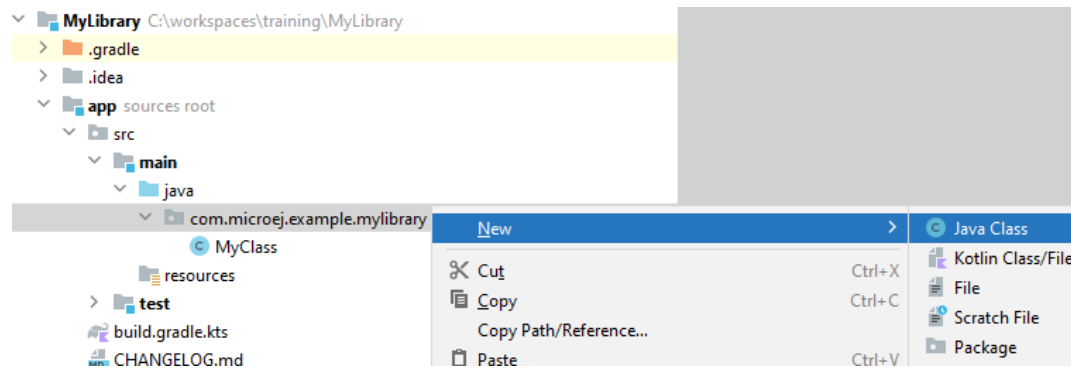 MyLibrary C:\workspaces\training\MyLibrary
.gradle
.idea
app sources root
src
main
java
com.microej.example.mylibrary
New
Java Class
C MyClass
Kotlin Class/File
resources
Cut Ctrl+X
File
test
Copy Ctrl+C
Scratch File
build.gradle.kts
Copy Path/Reference...
Package
CHANGELOG.md
Paste Ctrl+V